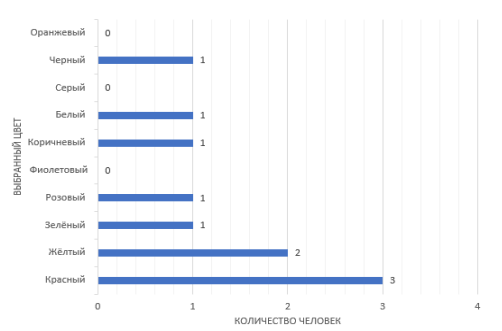 Оранжевый 0
Черный 1
Серый 0
Белый 1
Коричневый 1
Фиолетовый 0
Розовый 1
Зелёный 1
Жёлтый 2
Красный 3
0 1 2 3 4
ВЫБРАННЫЙ ЦВЕТ
КОЛИЧЕСТВО ЧЕЛОВЕК